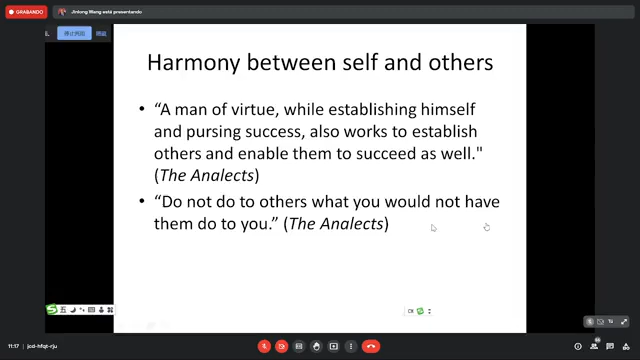 GRABANDO
Jinlong Wang está presentando
Harmony between self and others
• “A man of virtue, while establishing himself
and pursing success, also works to establish
others and enable them to succeed as well."
(The Analects)
• “Do not do to others what you would not have
them do to you.” (The Analects)
五
11:17
jcsi-hfqt-rju